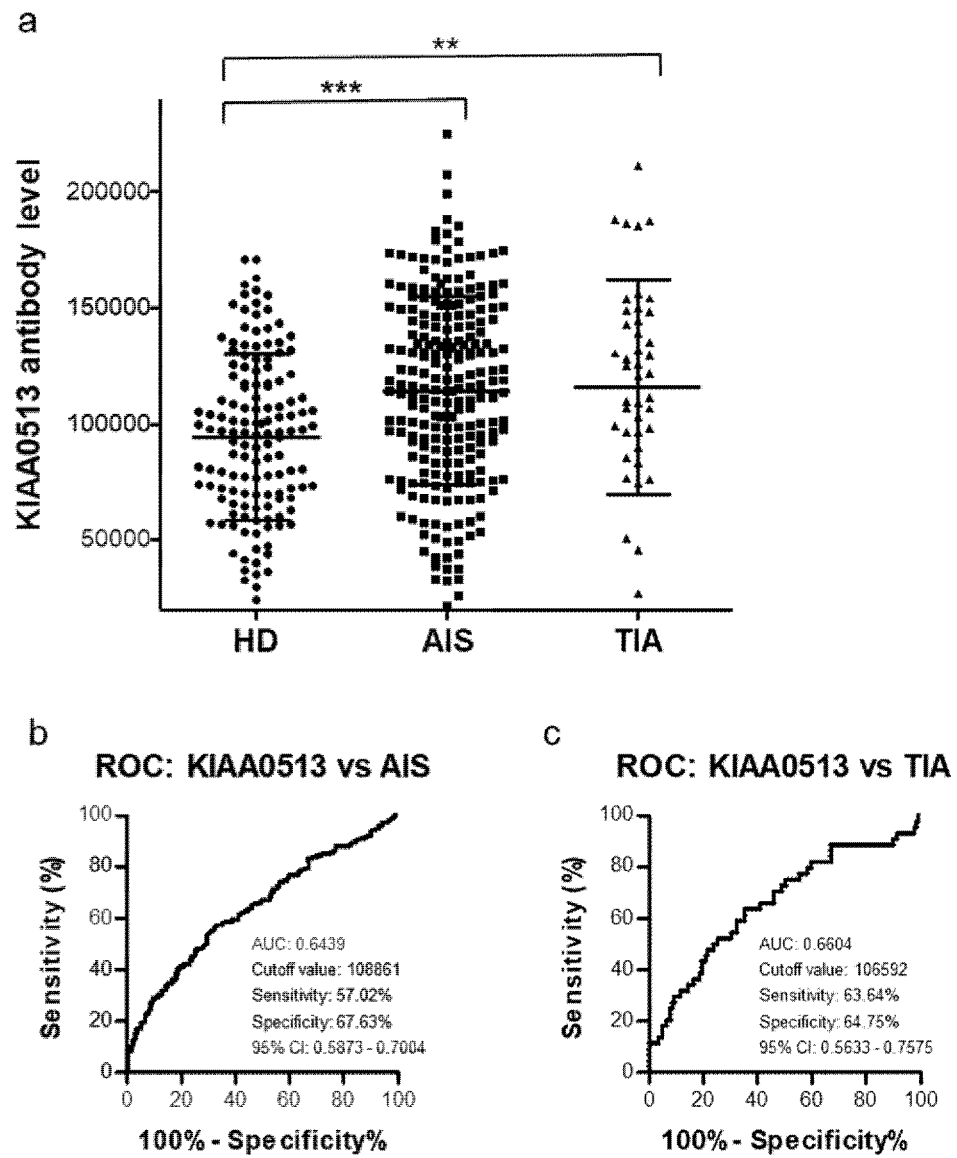 a
**
***
KIAA0513 antibody level
200000
150000
100000
50000
HD
AIS
TIA
b
ROC: KIAA0513 vs AIS
Sensitivity (%)
100
80
60
40
20
0
AUC: 0.6439
Cutoff value: 108861
Sensitivity: 57.02%
Specificity: 67.63%
95% CI: 0.5873 - 0.7004
0 20 40 60 80 100
100% - Specificity%
c
ROC: KIAA0513 vs TIA
Sensitivity (%)
100
80
60
40
20
0
AUC: 0.6604
Cutoff value: 106592
Sensitivity: 63.64%
Specificity: 64.75%
95% CI: 0.5633 - 0.7575
0 20 40 60 80 100
100% - Specificity%